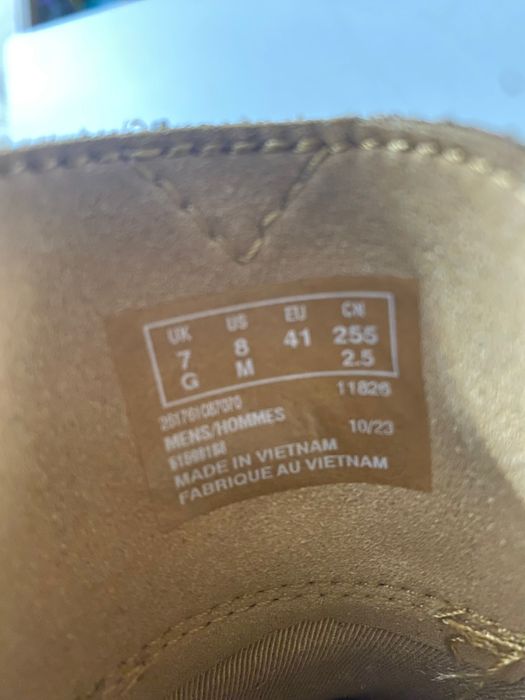 UK US EU CN
7 8 41 255
G M 2.5
11826
261761087070
MENS/HOMMES 10/23
MADE IN VIETNAM
FABRIQUE AU VIETNAM